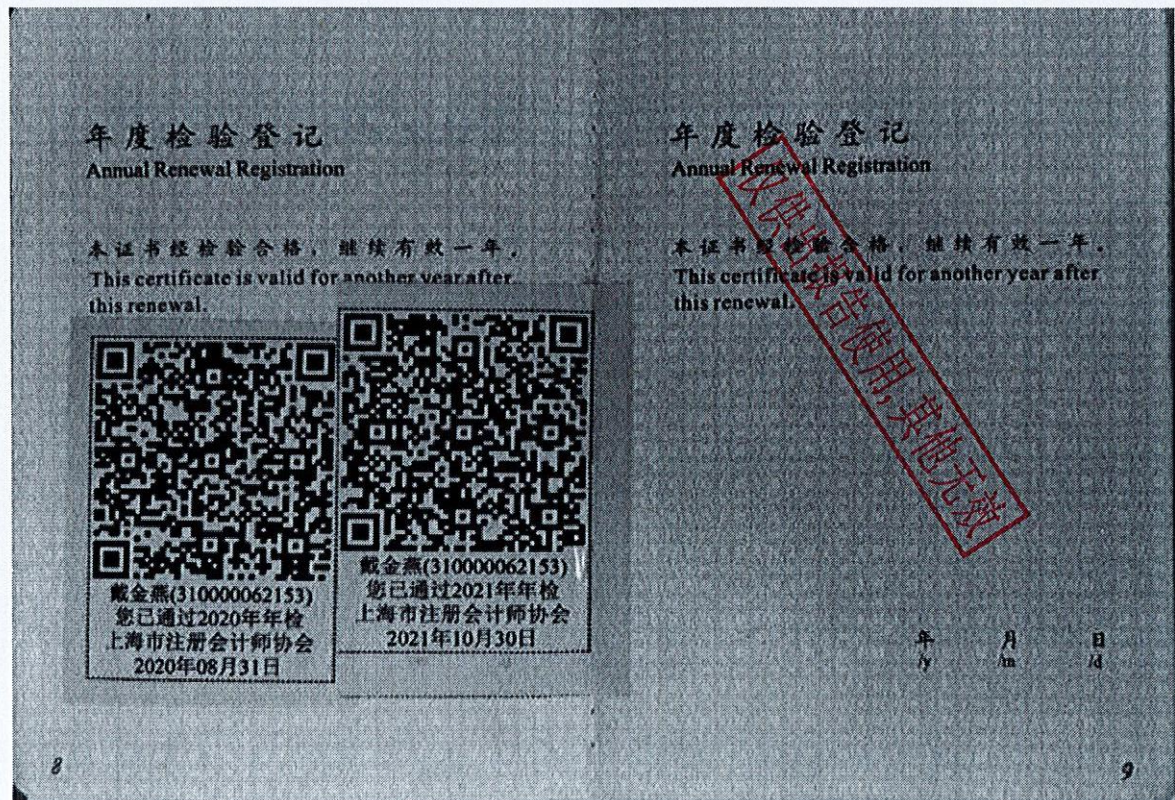 年度检验登记
Annual Renewal Registration
本证书经检验合格，继续有效一年。
This certificate is valid for another year after
this renewal.
戴金燕(310000062153)
您已通过2020年年检
上海市注册会计师协会
2020年08月31日
戴金燕(310000062153)
您已通过2021年年检
上海市注册会计师协会
2021年10月30日
8
年度检验登记
Annual Renewal Registration
本证书经检验合格，继续有效一年。
This certificate is valid for another year after
this renewal.
仅供出报告使用,其他无效
年 月 日
/y /m /d
9